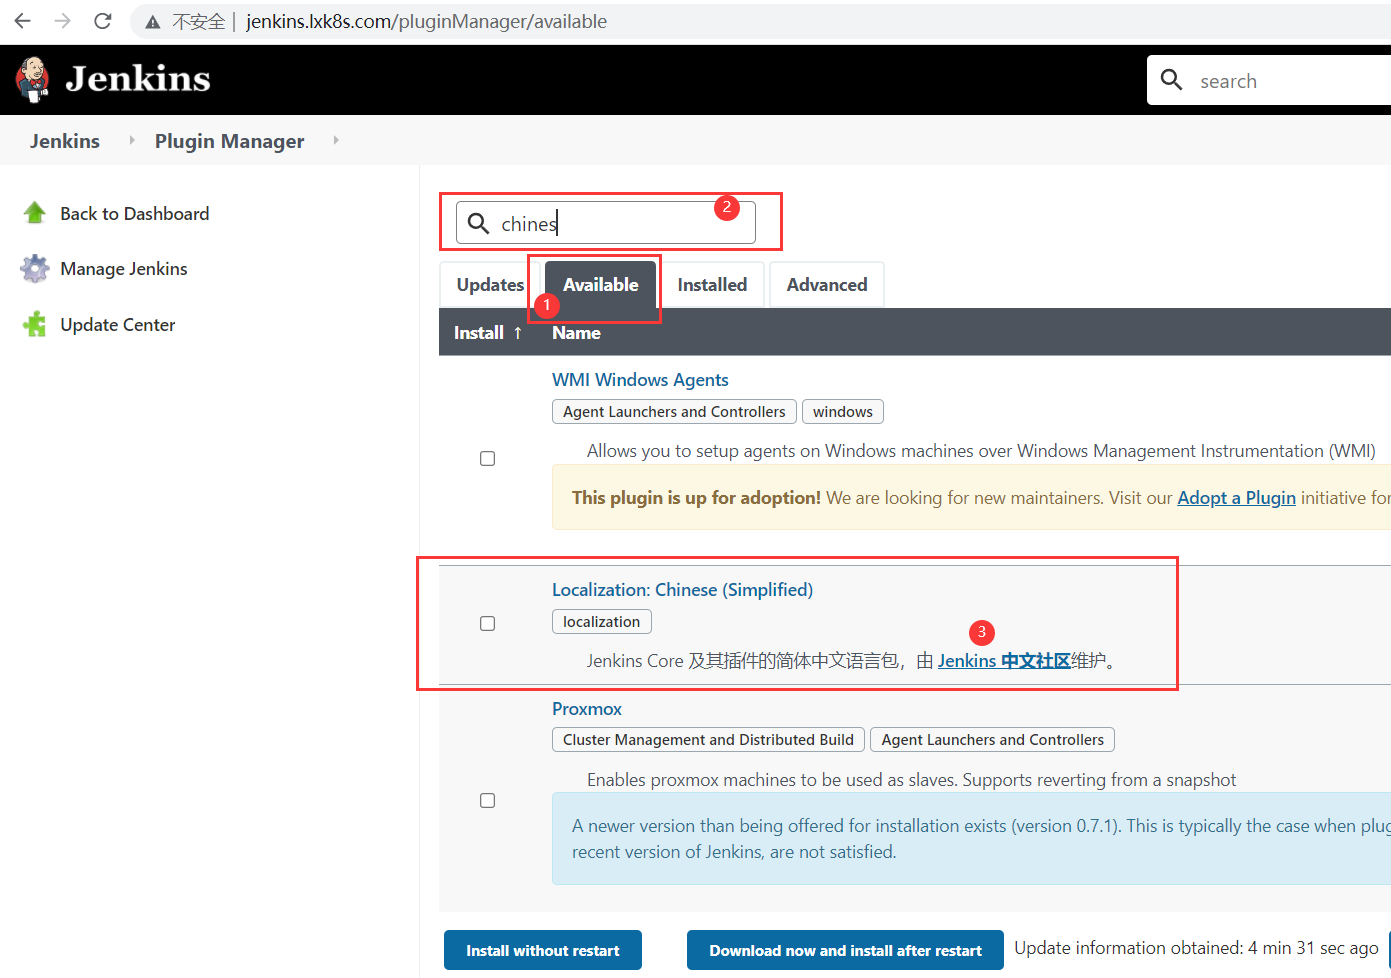 不安全 | jenkins.lxk8s.com/pluginManager/available
Jenkins
search
Jenkins
Plugin Manager
Back to Dashboard
Manage Jenkins
Update Center
2
chines
Updates
Available
Installed
Advanced
1
Install ↑
Name
WMI Windows Agents
Agent Launchers and Controllers
windows
Allows you to setup agents on Windows machines over Windows Management Instrumentation (WMI)
This plugin is up for adoption! We are looking for new maintainers. Visit our Adopt a Plugin initiative for
Localization: Chinese (Simplified)
localization
3
Jenkins Core 及其插件的简体中文语言包，由 Jenkins 中文社区维护。
Proxmox
Cluster Management and Distributed Build
Agent Launchers and Controllers
Enables proxmox machines to be used as slaves. Supports reverting from a snapshot
A newer version than being offered for installation exists (version 0.7.1). This is typically the case when plug
recent version of Jenkins, are not satisfied.
Install without restart
Download now and install after restart
Update information obtained: 4 min 31 sec ago